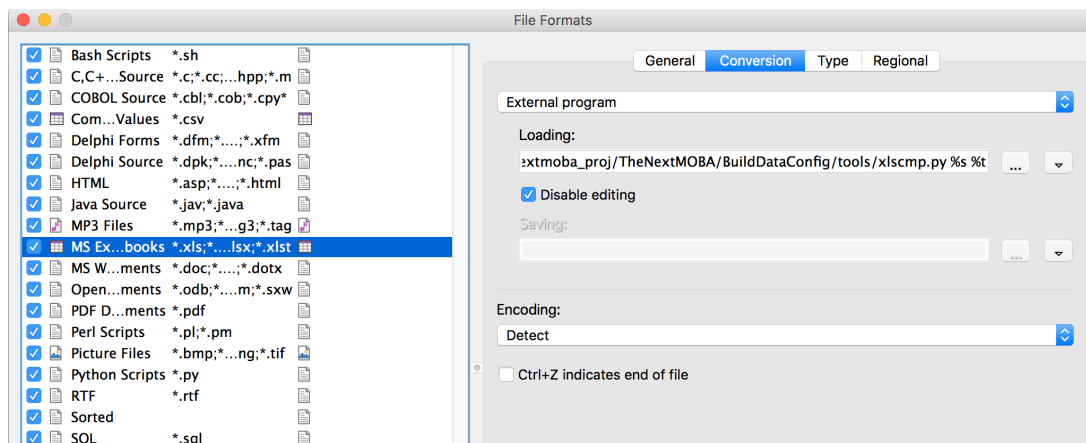 File Formats
Bash Scripts *.sh
C,C+...Source *.c;*.cc;...hpp;*.m
COBOL Source *.cbl;*.cob;*.cpy*
Com...Values *.csv
Delphi Forms *.dfm;*....;*.xfm
Delphi Source *.dpk;*....nc;*.pas
HTML *.asp;*....;*.html
Java Source *.jav;*.java
MP3 Files *.mp3;*...g3;*.tag
MS Ex...books *.xls;*....lsx;*.xlst
MS W...ments *.doc;*....;*.dotx
Open...ments *.odb;*....m;*.sxw
PDF D...ments *.pdf
Perl Scripts *.pl;*.pm
Picture Files *.bmp;*...ng;*.tif
Python Scripts *.py
RTF *.rtf
Sorted
SQL *.sql
General Conversion Type Regional
External program
Loading:
extmoba_proj/TheNextMOBA/BuildDataConfig/tools/xlscmp.py %s %t
...
Disable editing
Saving:
...
Encoding:
Detect
Ctrl+Z indicates end of file